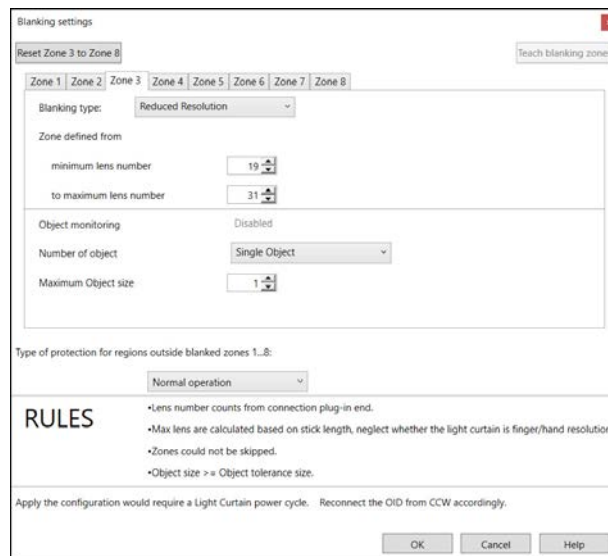 Blanking settings
Reset Zone 3 to Zone 8
Teach blanking zone
Zone 1 Zone 2 Zone 3 Zone 4 Zone 5 Zone 6 Zone 7 Zone 8
Blanking type: Reduced Resolution
Zone defined from
minimum lens number 19
to maximum lens number 31
Object monitoring Disabled
Number of object Single Object
Maximum Object size 1
Type of protection for regions outside blanked zones 1...8:
Normal operation
RULES
•Lens number counts from connection plug-in end.
•Max lens are calculated based on stick length, neglect whether the light curtain is finger/hand resolution
•Zones could not be skipped.
•Object size >= Object tolerance size.
Apply the configuration would require a Light Curtain power cycle. Reconnect the OID from CCW accordingly.
OK Cancel Help